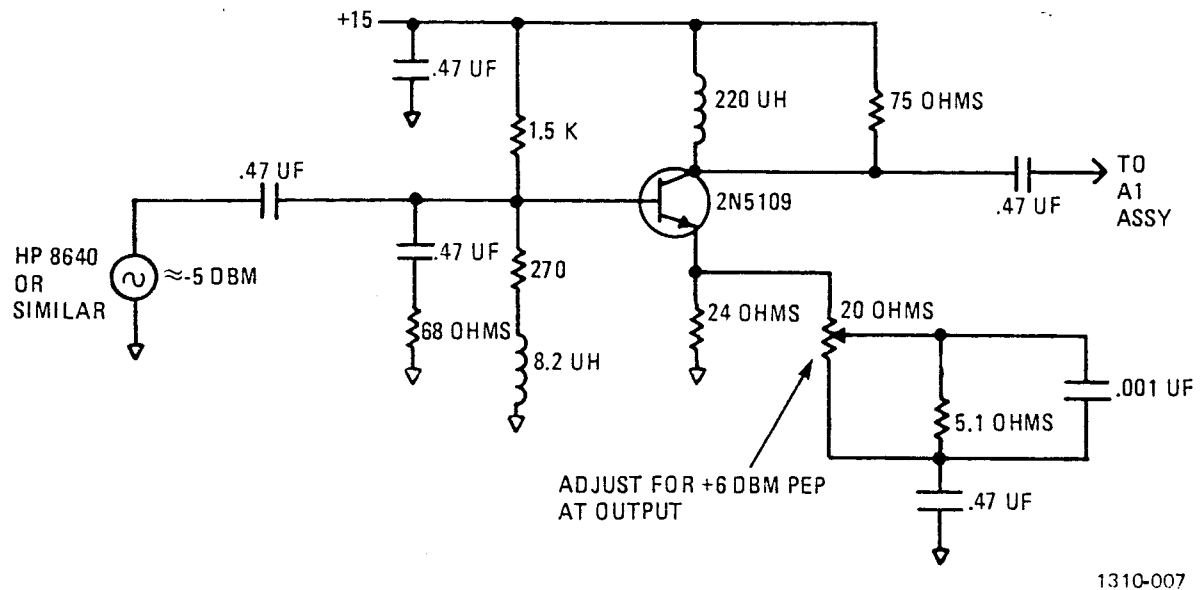 +15
.47 UF
1.5 K
220 UH
75 OHMS
.47 UF
2N5109
.47 UF
TO
A1
ASSY
HP 8640
OR
SIMILAR
≈-5 DBM
.47 UF
68 OHMS
270
8.2 UH
24 OHMS
20 OHMS
5.1 OHMS
.001 UF
ADJUST FOR +6 DBM PEP
AT OUTPUT
.47 UF
1310-007